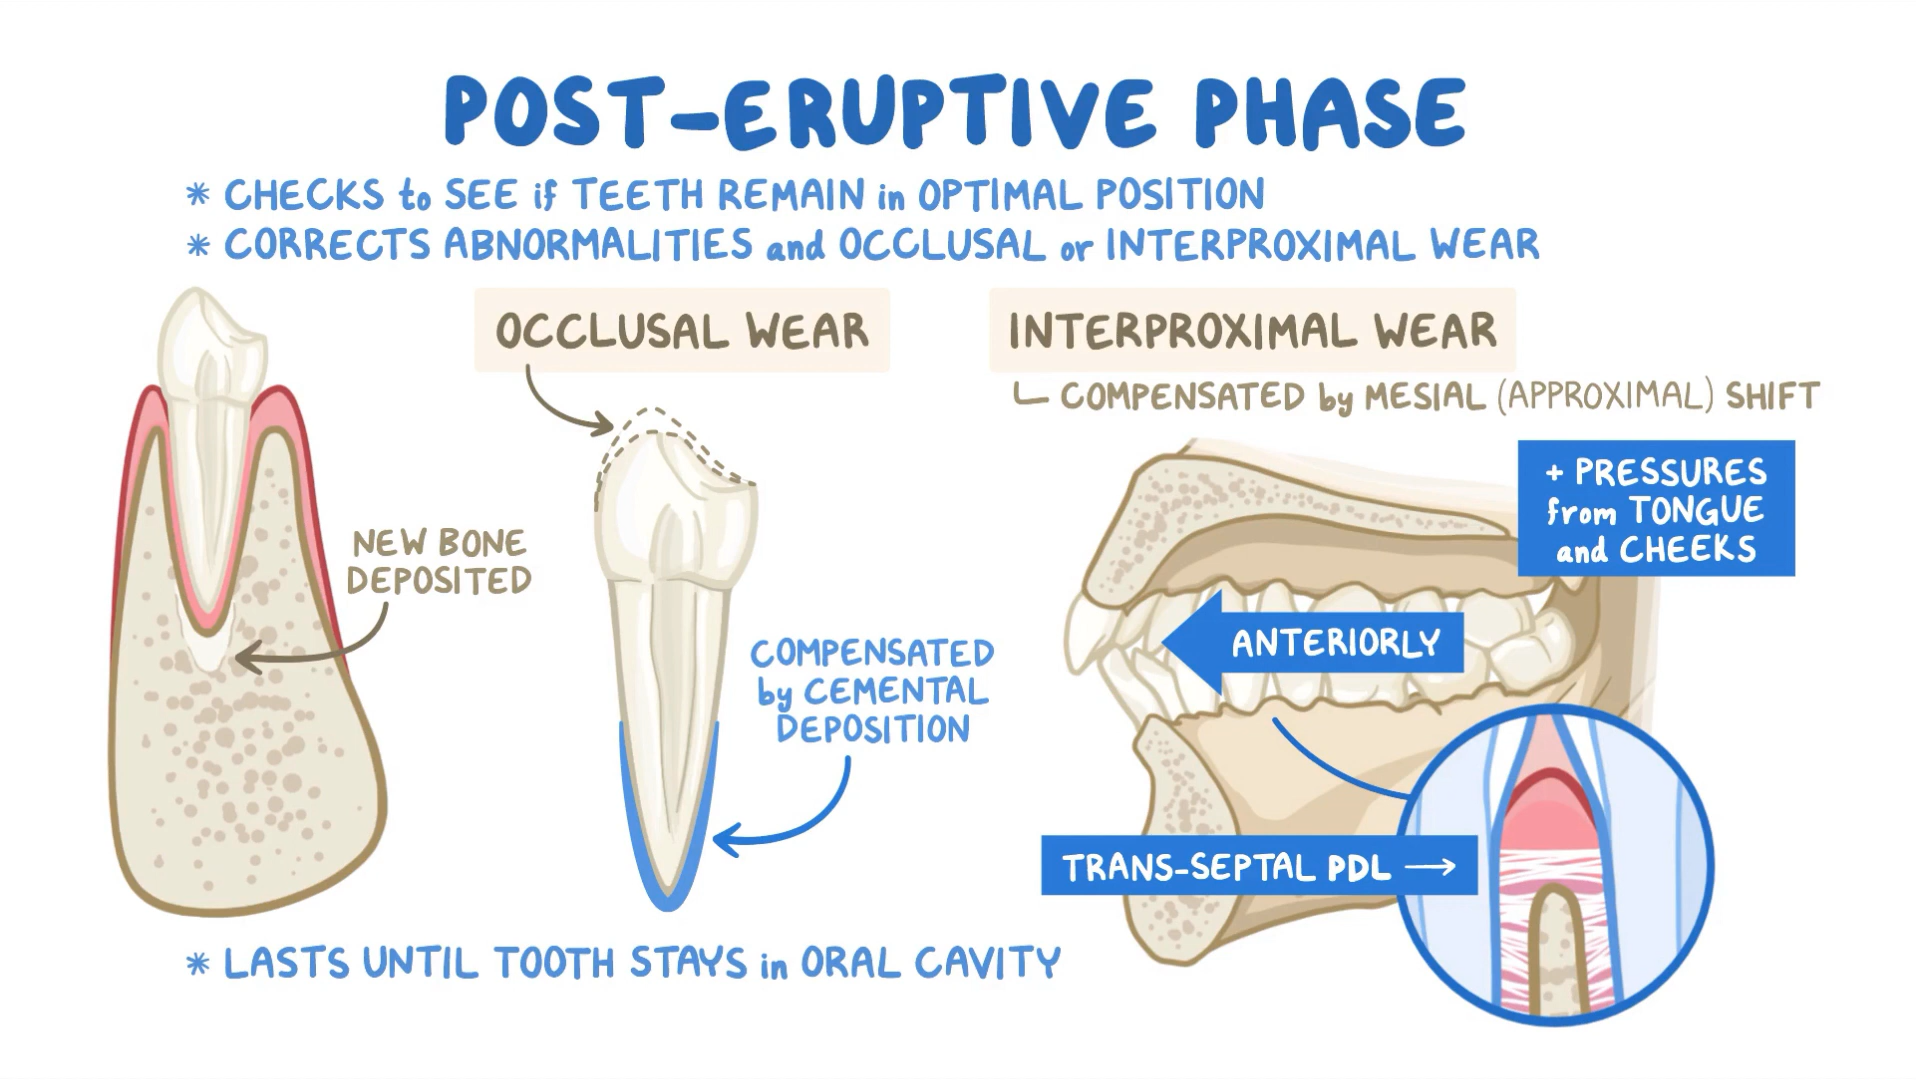 POST-ERUPTIVE PHASE
* CHECKS to SEE if TEETH REMAIN in OPTIMAL POSITION
* CORRECTS ABNORMALITIES and OCCLUSAL or INTERPROXIMAL WEAR
OCCLUSAL WEAR
INTERPROXIMAL WEAR
COMPENSATED by MESIAL (APPROXIMAL) SHIFT
+ PRESSURES
from TONGUE
and CHEEKS
NEW BONE
DEPOSITED
ANTERIORLY
COMPENSATED
by CEMENTAL
DEPOSITION
TRANS-SEPTAL PDL →
* LASTS UNTIL TOOTH STAYS in ORAL CAVITY